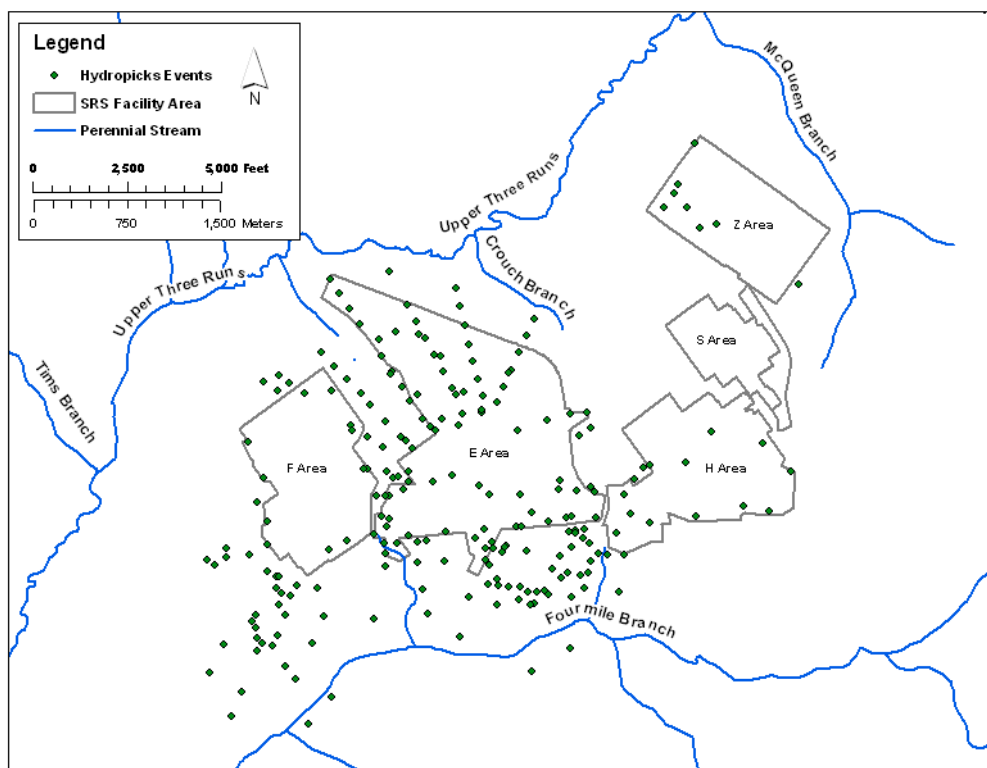 Legend
Hydropicks Events
SRS Facility Area
Perennial Stream
N
0 2,500 5,000 Feet
0 750 1,500 Meters
McQueen Branch
Upper Three Runs
Z Area
Crouch Branch
Upper Three Runs
S Area
Tims Branch
E Area
F Area
H Area
Fourmile Branch